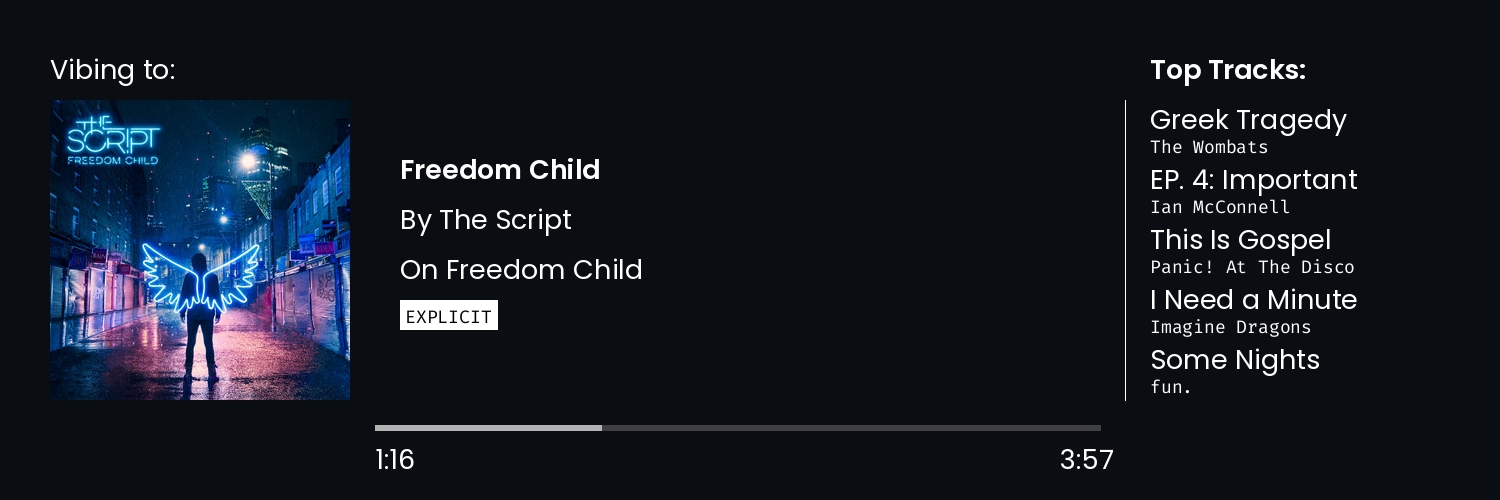 Vibing to:
THE
SCRIPT
FREEDOM CHILD
Freedom Child
By The Script
On Freedom Child
EXPLICIT
1:16
3:57
Top Tracks:
Greek Tragedy
The Wombats
EP. 4: Important
Ian McConnell
This Is Gospel
Panic! At The Disco
I Need a Minute
Imagine Dragons
Some Nights
fun.